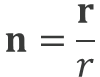 𝐧 = 𝐫/𝑟